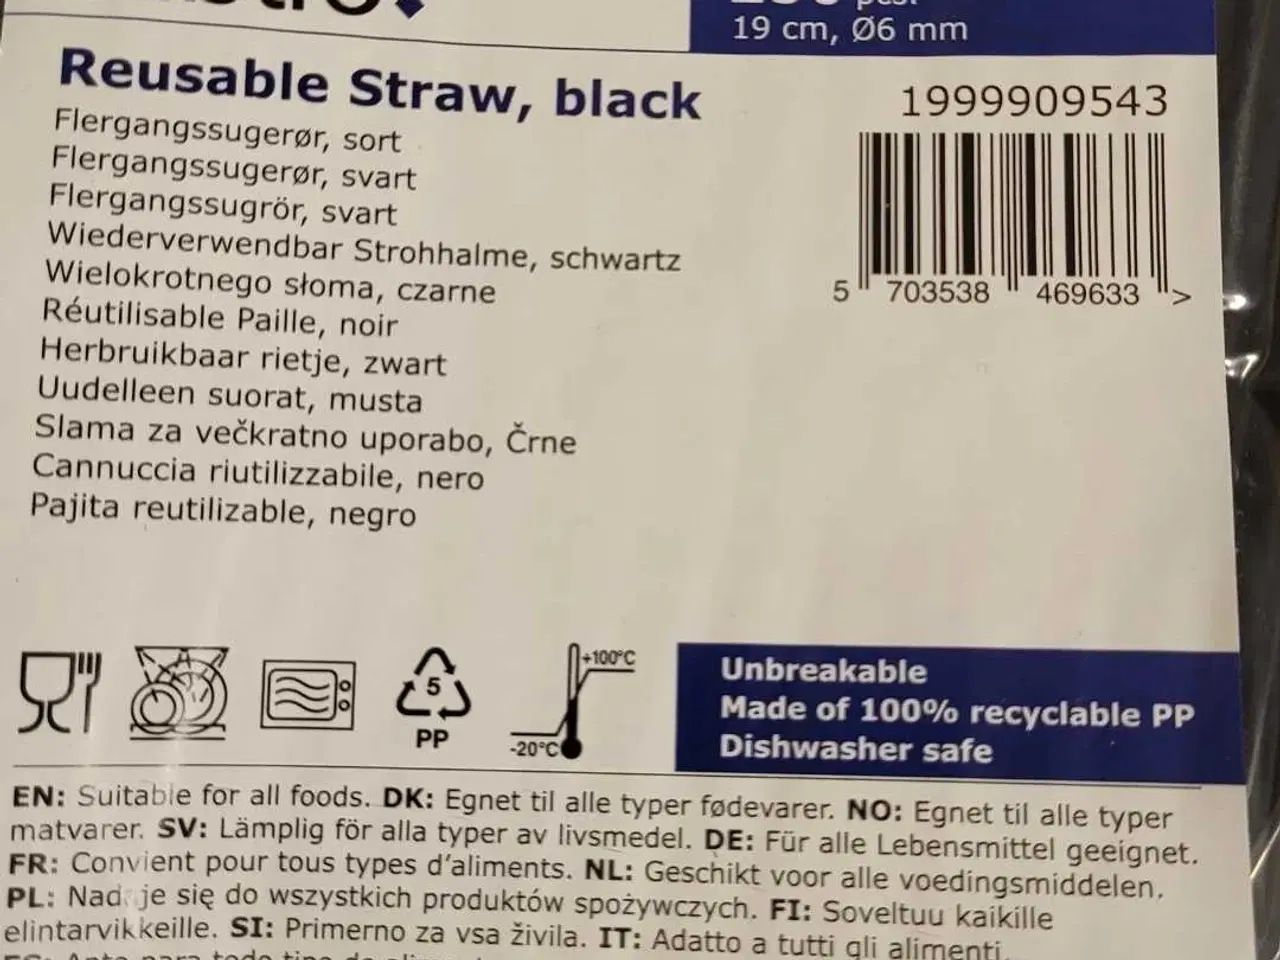 19 cm, Ø6 mm
Reusable Straw, black
1999909543
Flergangssugerør, sort
Flergangssugerør, svart
Flergangssugrör, svart
Wiederverwendbar Strohhalme, schwartz
Wielokrotnego słoma, czarne
5 703538 469633 >
Réutilisable Paille, noir
Herbruikbaar rietje, zwart
Uudelleen suorat, musta
Slama za večkratno uporabo, Črne
Cannuccia riutilizzabile, nero
Pajita reutilizable, negro
+100°C
5
PP
-20°C
Unbreakable
Made of 100% recyclable PP
Dishwasher safe
EN: Suitable for all foods. DK: Egnet til alle typer fødevarer. NO: Egnet til alle typer
matvarer. SV: Lämplig för alla typer av livsmedel. DE: Für alle Lebensmittel geeignet.
FR: Convient pour tous types d'aliments. NL: Geschikt voor alle voedingsmiddelen.
PL: Nadaje się do wszystkich produktów spożywczych. FI: Soveltuu kaikille
elintarvikkeille. SI: Primerno za vsa živila. IT: Adatto a tutti gli alimenti.